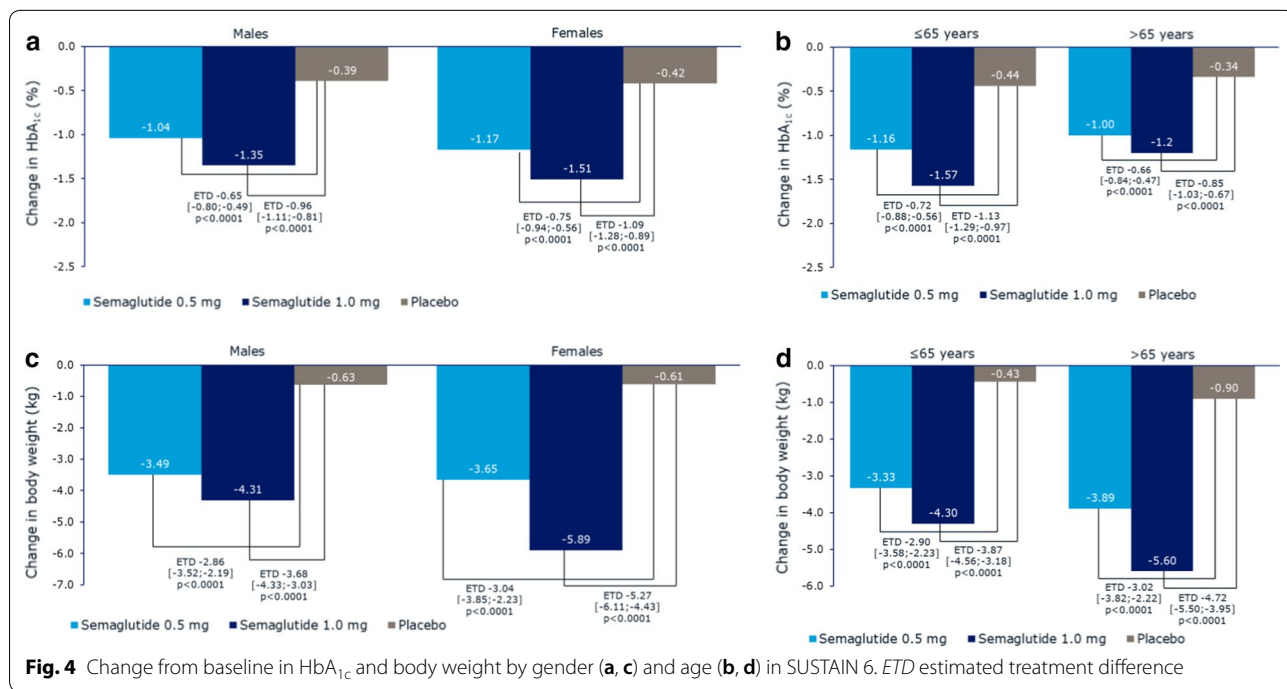 a
Males
Females
0.0
-0.5
-1.0
-1.5
-2.0
-2.5
Change in HbA1c (%)
-1.04
-1.35
-0.39
-1.17
-1.51
-0.42
ETD -0.65
[-0.80;-0.49]
p<0.0001
ETD -0.96
[-1.11;-0.81]
p<0.0001
ETD -0.75
[-0.94;-0.56]
p<0.0001
ETD -1.09
[-1.28;-0.89]
p<0.0001
Semaglutide 0.5 mg Semaglutide 1.0 mg Placebo
b
≤65 years
>65 years
0.0
-0.5
-1.0
-1.5
-2.0
-2.5
Change in HbA1c (%)
-1.16
-1.57
-0.44
-1.00
-1.2
-0.34
ETD -0.72
[-0.88;-0.56]
p<0.0001
ETD -1.13
[-1.29;-0.97]
p<0.0001
ETD -0.66
[-0.84;-0.47]
p<0.0001
ETD -0.85
[-1.03;-0.67]
p<0.0001
Semaglutide 0.5 mg Semaglutide 1.0 mg Placebo
c
Males
Females
0.0
-1.0
-2.0
-3.0
-4.0
-5.0
-6.0
-7.0
Change in body weight (kg)
-3.49
-4.31
-0.63
-3.65
-5.89
-0.61
ETD -2.86
[-3.52;-2.19]
p<0.0001
ETD -3.68
[-4.33;-3.03]
p<0.0001
ETD -3.04
[-3.85;-2.23]
p<0.0001
ETD -5.27
[-6.11;-4.43]
p<0.0001
Semaglutide 0.5 mg Semaglutide 1.0 mg Placebo
d
≤65 years
>65 years
0.0
-1.0
-2.0
-3.0
-4.0
-5.0
-6.0
Change in body weight (kg)
-3.33
-4.30
-0.43
-3.89
-5.60
-0.90
ETD -2.90
[-3.58;-2.23]
p<0.0001
ETD -3.87
[-4.56;-3.18]
p<0.0001
ETD -3.02
[-3.82;-2.22]
p<0.0001
ETD -4.72
[-5.50;-3.95]
p<0.0001
Semaglutide 0.5 mg Semaglutide 1.0 mg Placebo
Fig. 4 Change from baseline in HbA1c and body weight by gender (a, c) and age (b, d) in SUSTAIN 6. ETD estimated treatment difference